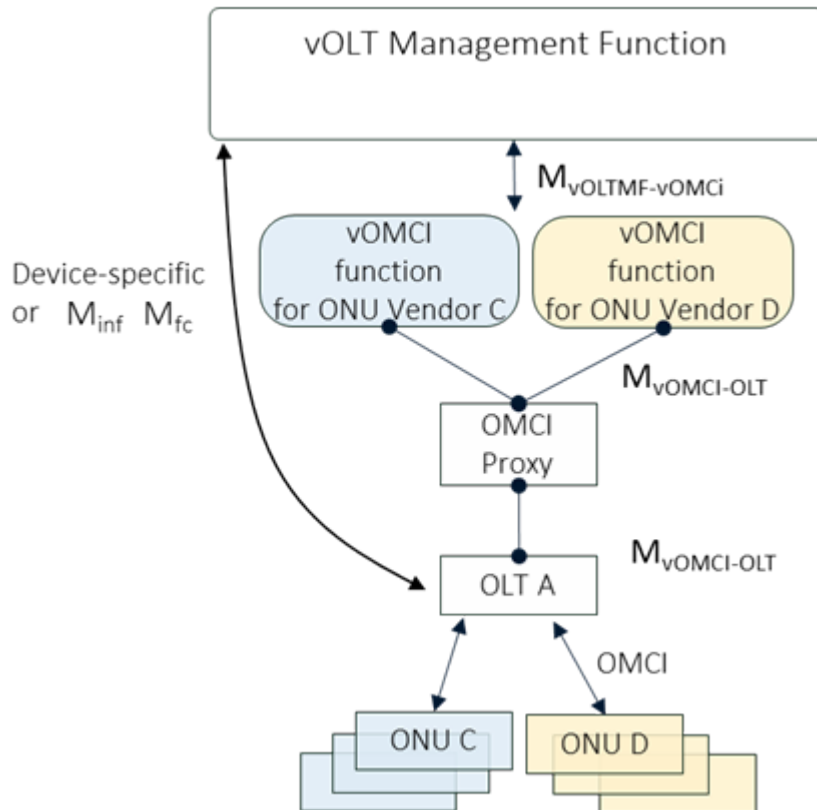 vOLT Management Function
MvOLTMF-vOMCi
vOMCI
function
for ONU Vendor C
vOMCI
function
for ONU Vendor D
Device-specific
or Minf Mfc
MvOMCI-OLT
OMCI
Proxy
MvOMCI-OLT
OLT A
OMCI
ONU C
ONU D